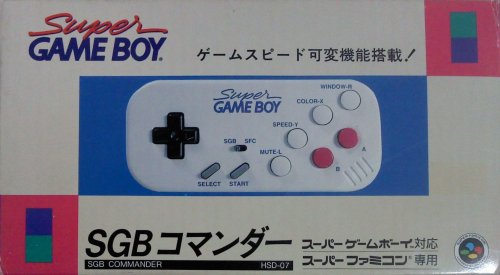 Super
GAME BOY®
ゲームスピード可変機能搭載!
Super
GAME BOY
WINDOW-R
COLOR-X
SPEED-Y
SGB SFC
MUTE-L
A
B
SELECT START
SGBコマンダー
SGB COMMANDER
HSD-07
スーパーゲームボーイ®対応
スーパーファミコン®専用